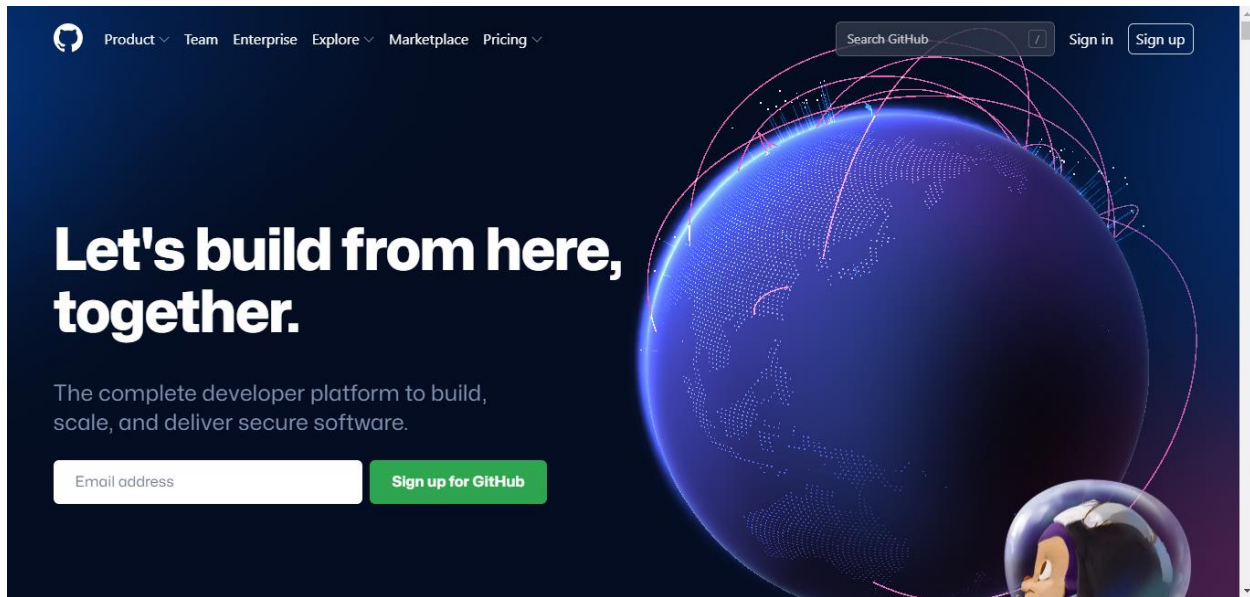 Product Team Enterprise Explore Marketplace Pricing Search GitHub / Sign in Sign up
Let's build from here,
together.
The complete developer platform to build,
scale, and deliver secure software.
Email address Sign up for GitHub